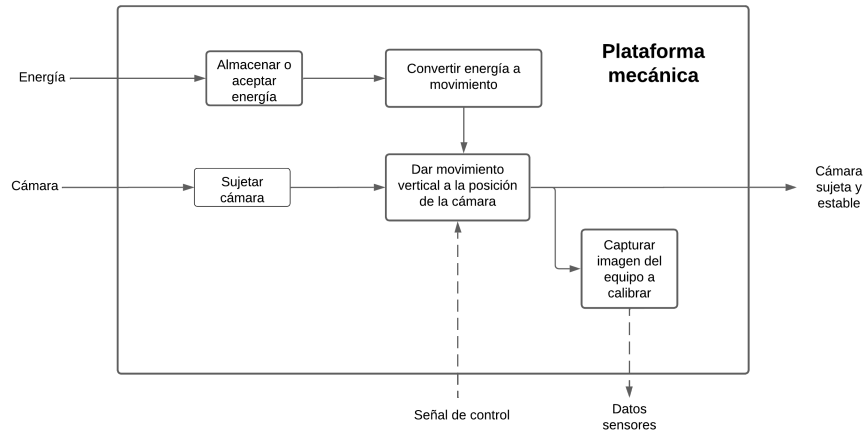 Plataforma
mecánica
Energía
Almacenar o
aceptar
energía
Convertir energía a
movimiento
Cámara
Sujetar
cámara
Dar movimiento
vertical a la posición
de la cámara
Cámara
sujeta y
estable
Capturar
imagen del
equipo a
calibrar
Señal de control
Datos
sensores